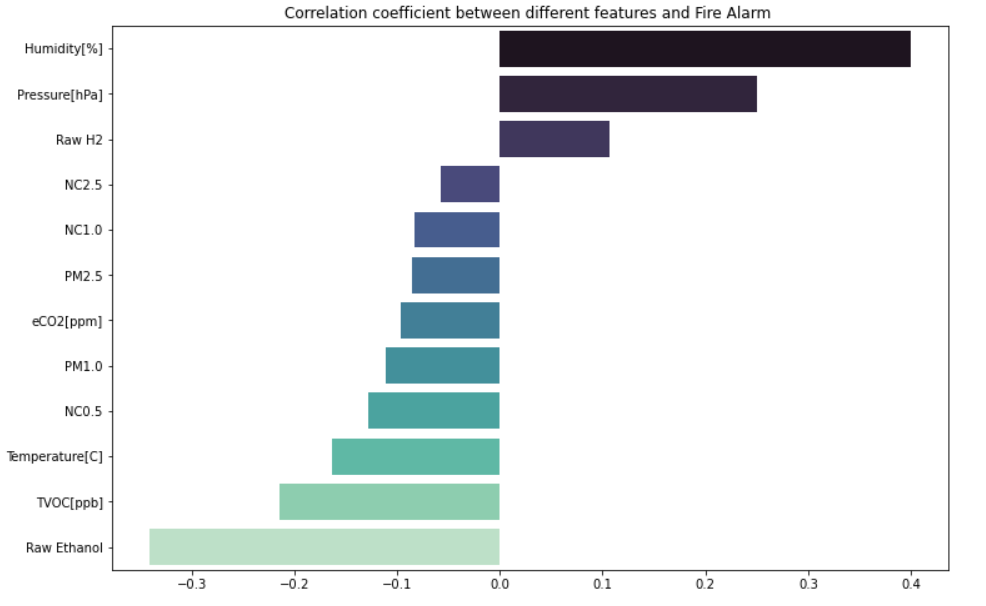 Correlation coefficient between different features and Fire Alarm
Humidity[%]
Pressure[hPa]
Raw H2
NC2.5
NC1.0
PM2.5
eCO2[ppm]
PM1.0
NC0.5
Temperature[C]
TVOC[ppb]
Raw Ethanol
−0.3 −0.2 −0.1 0.0 0.1 0.2 0.3 0.4